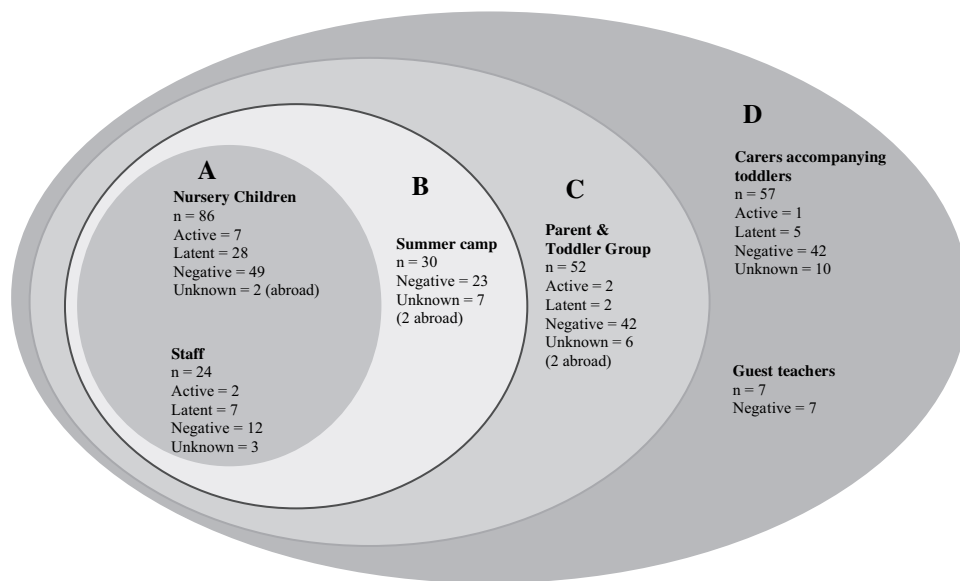 A
Nursery Children
n = 86
Active = 7
Latent = 28
Negative = 49
Unknown = 2 (abroad)
Staff
n = 24
Active = 2
Latent = 7
Negative = 12
Unknown = 3
B
Summer camp
n = 30
Negative = 23
Unknown = 7
(2 abroad)
C
Parent &
Toddler Group
n = 52
Active = 2
Latent = 2
Negative = 42
Unknown = 6
(2 abroad)
D
Carers accompanying
toddlers
n = 57
Active = 1
Latent = 5
Negative = 42
Unknown = 10
Guest teachers
n = 7
Negative = 7